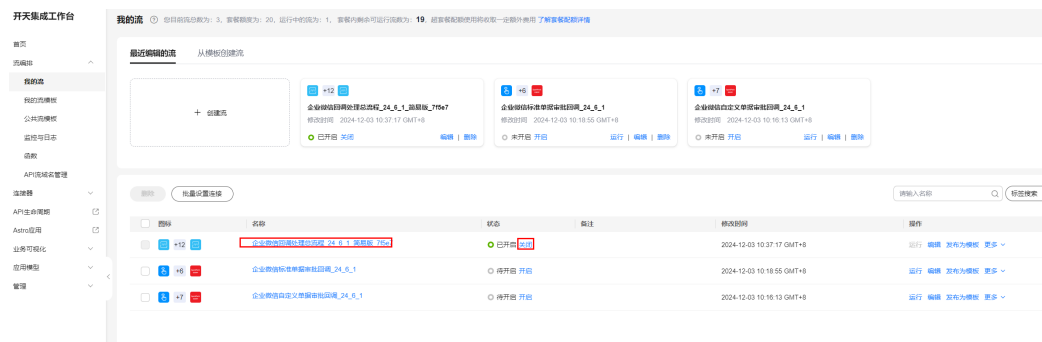 开天集成工作台
首页
流编排
我的流
我的流模板
公共流模板
监控与日志
函数
API流域名管理
连接器
API生命周期
Astro应用
业务可视化
应用模型
管理
我的流 您目前流总数为: 3, 套餐额度为: 20, 运行中的流为: 1, 套餐内剩余可运行流数为: 19, 超套餐配额使用将收取一定额外费用 了解套餐配额详情
最近编辑的流 从模板创建流
+ 创建流
+12
企业微信回调处理总流程_24_6_1_简易版_7f5e7
修改时间 2024-12-03 10:37:17 GMT+8
已开启 关闭 编辑 | 删除
+6
企业微信标准单据审批回调_24_6_1
修改时间 2024-12-03 10:18:55 GMT+8
未开启 开启 运行 | 编辑 | 删除
+7
企业微信自定义单据审批回调_24_6_1
修改时间 2024-12-03 10:16:13 GMT+8
未开启 开启 运行 | 编辑 | 删除
删除 批量设置连接 请输入名称 标签搜索
图标 名称 状态 备注 修改时间 操作
+12 企业微信回调处理总流程_24_6_1_简易版_7f5e 已开启 关闭 2024-12-03 10:37:17 GMT+8 运行 编辑 发布为模板 更多
+6 企业微信标准单据审批回调_24_6_1 待开启 开启 2024-12-03 10:18:55 GMT+8 运行 编辑 发布为模板 更多
+7 企业微信自定义单据审批回调_24_6_1 待开启 开启 2024-12-03 10:16:13 GMT+8 运行 编辑 发布为模板 更多